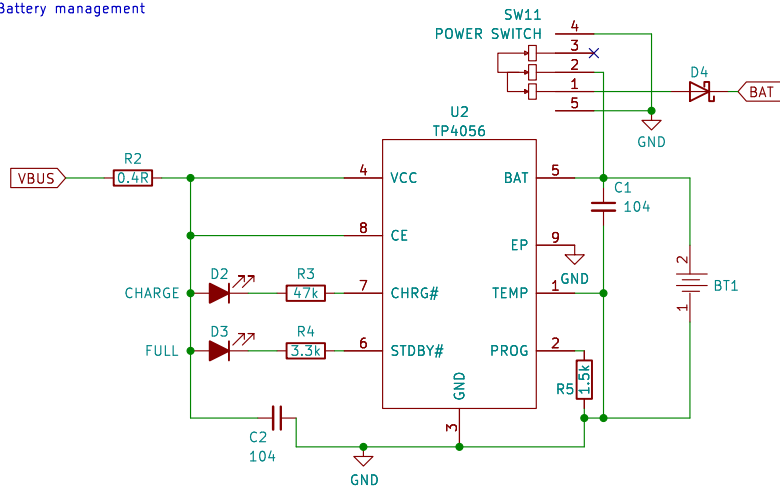 Battery management
SW11
POWER SWITCH
4
3
2
1
5
D4
BAT
GND
U2
TP4056
R2
VBUS
0.4R
4
VCC
BAT
5
C1
104
8
CE
EP
9
GND
2
BT1
1
D2
R3
CHARGE
47k
7
CHRG#
TEMP
1
D3
R4
FULL
3.3k
6
STDBY#
PROG
2
R5
1.5k
GND
3
C2
104
GND